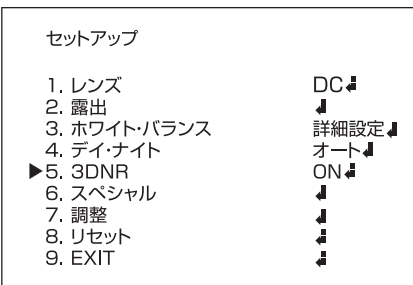 セットアップ
1. レンズ DC↲
2. 露出 ↲
3. ホワイト・バランス 詳細設定↲
4. デイ・ナイト オート↲
▶5. 3DNR ON↲
6. スペシャル ↲
7. 調整 ↲
8. リセット ↲
9. EXIT ↲